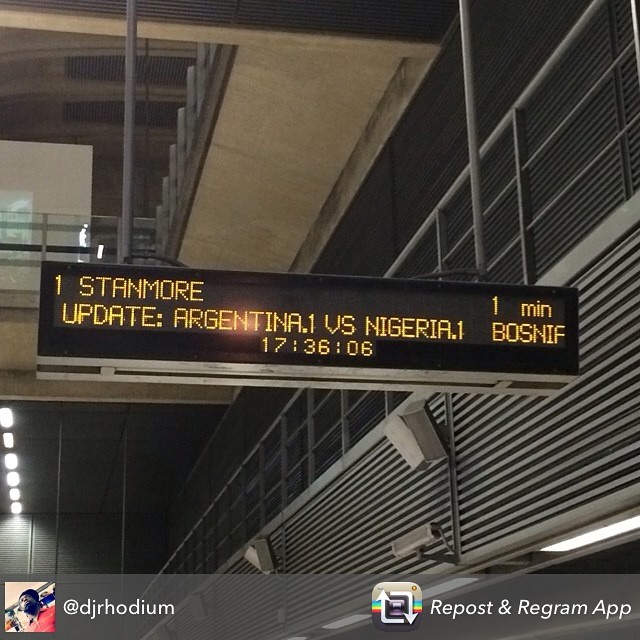 1 STANMORE 1 min
UPDATE: ARGENTINA.1 VS NIGERIA.1 BOSNIF
17:36:06
@djrhodium Repost & Regram App